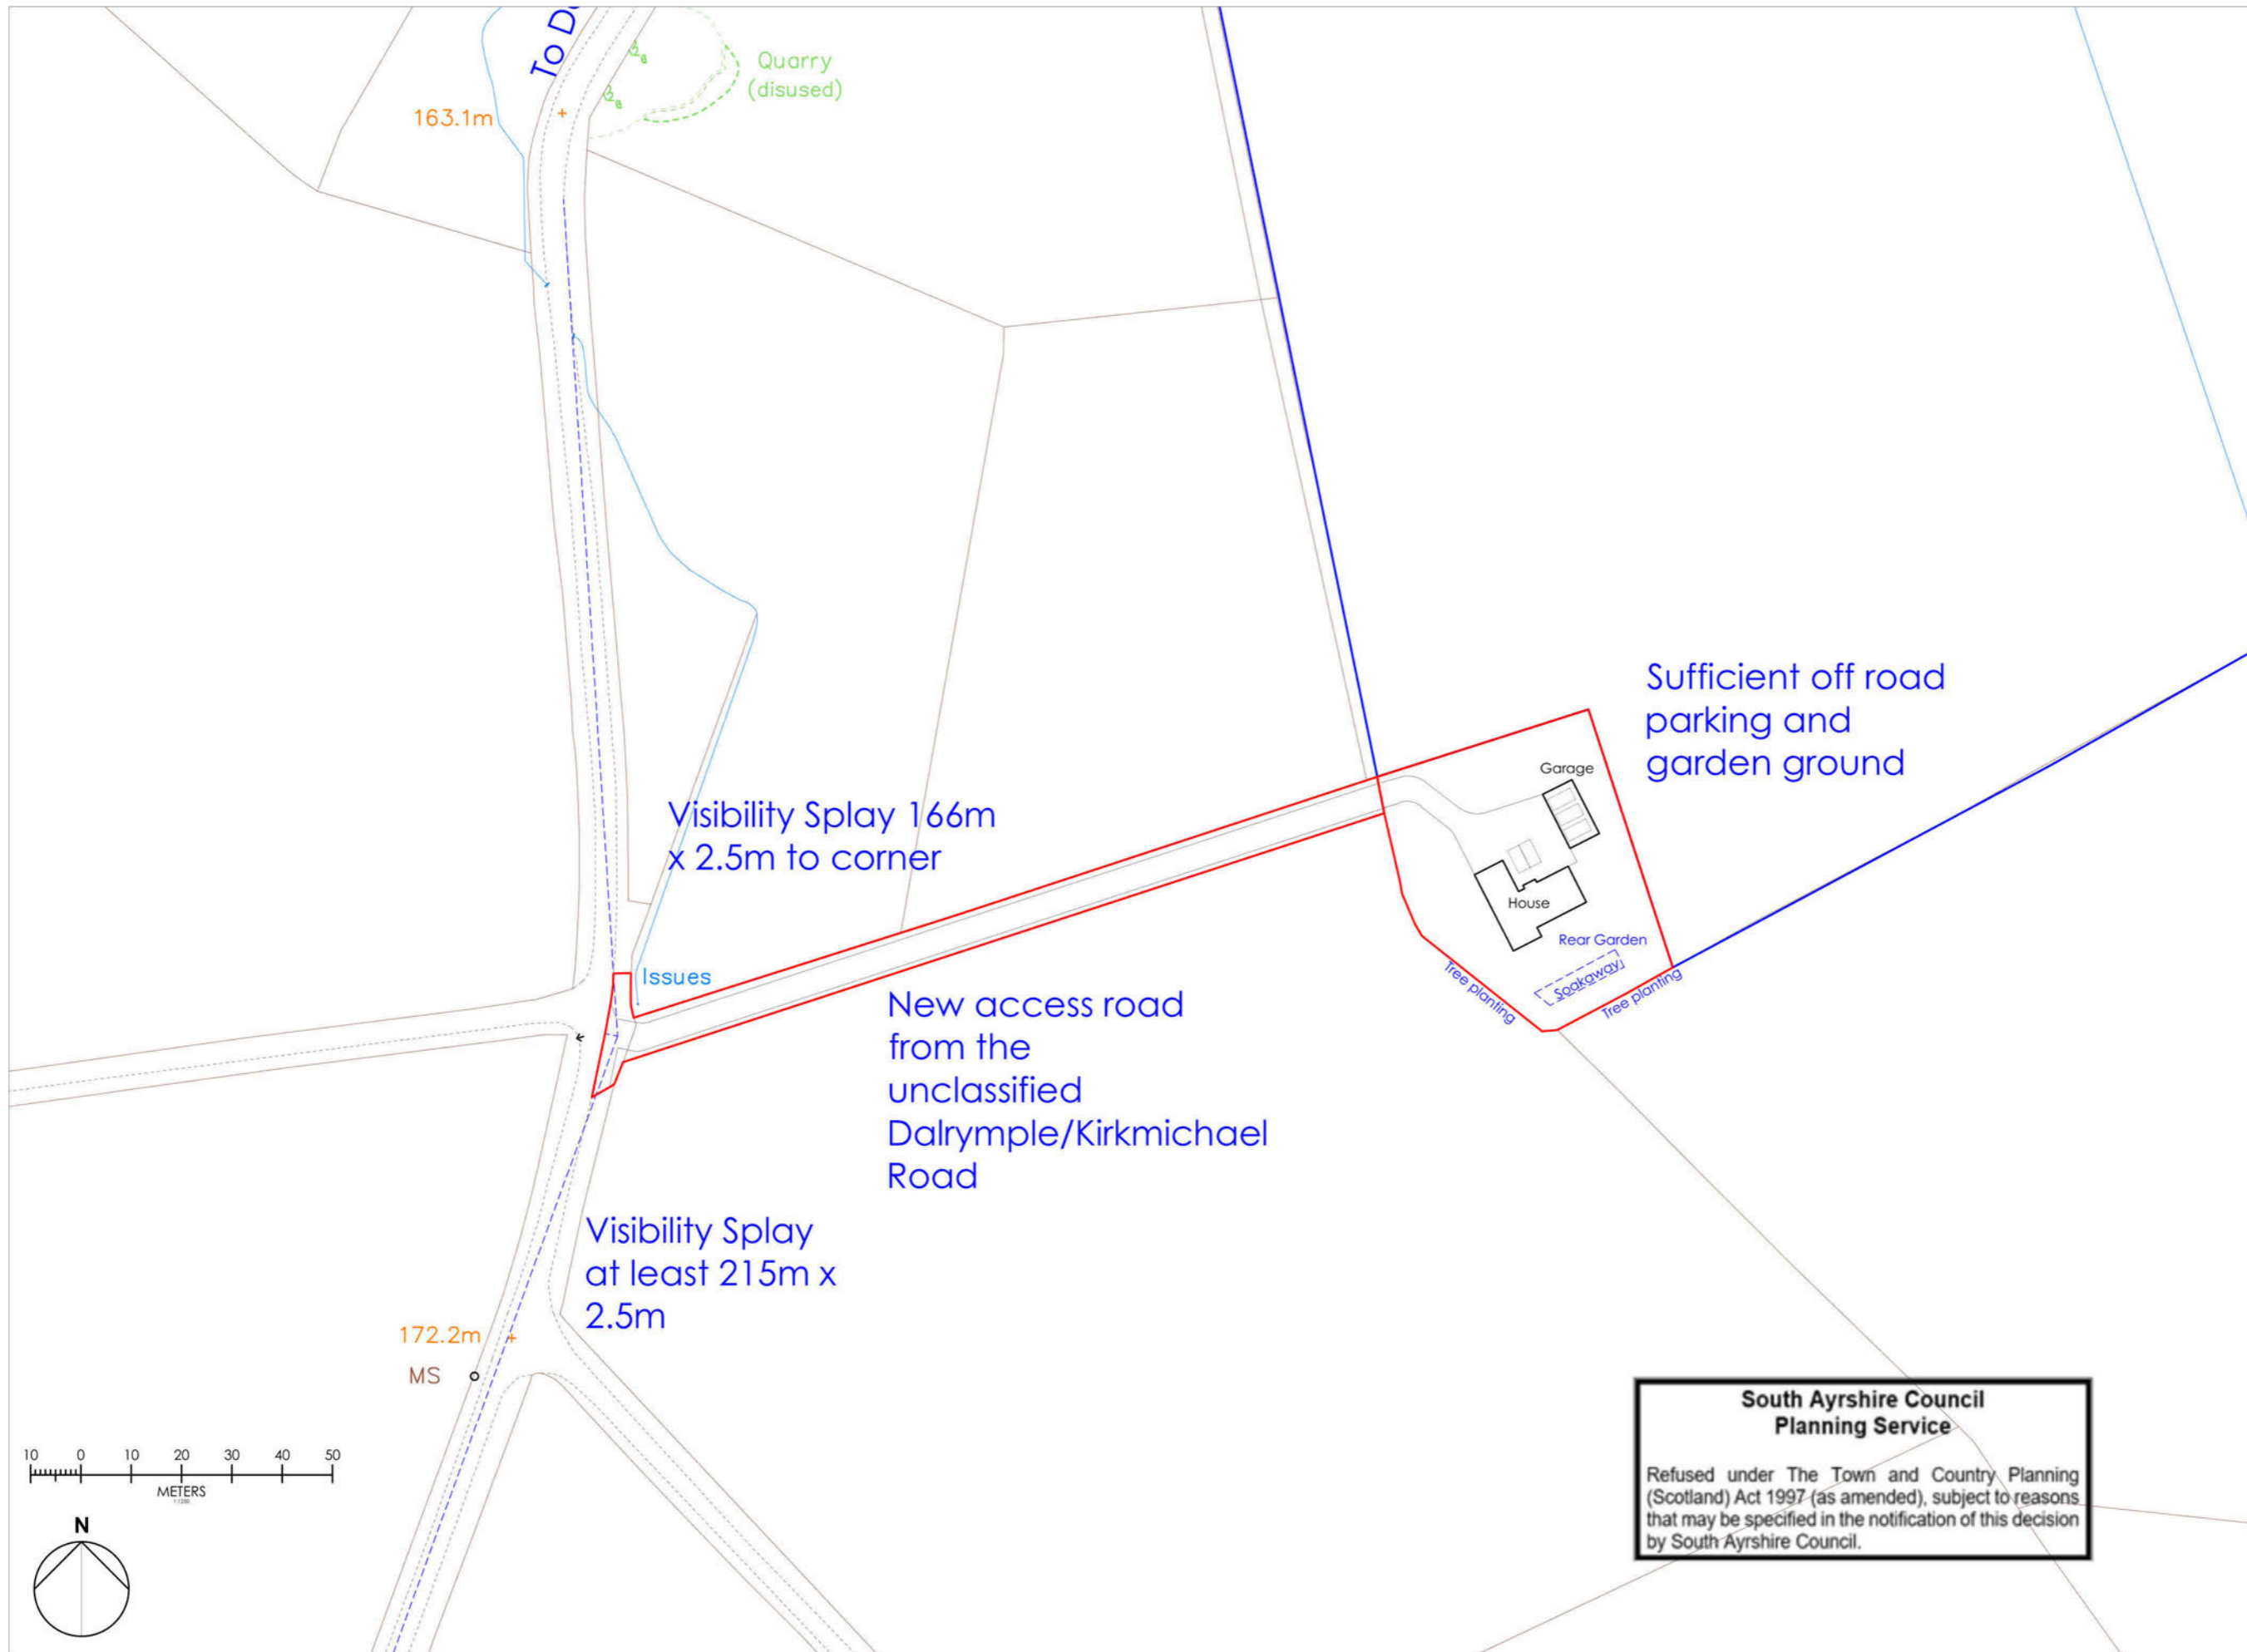 To D
Quarry
(disused)
163.1m
Sufficient off road
parking and
garden ground
Garage
Visibility Splay 166m
x 2.5m to corner
House
Rear Garden
Soakaway
Tree planting
Tree planting
Issues
New access road
from the
unclassified
Dalrymple/Kirkmichael
Road
Visibility Splay
at least 215m x
2.5m
172.2m
MS
10 0 10 20 30 40 50
METERS
1:1250
N
South Ayrshire Council
Planning Service
Refused under The Town and Country Planning
(Scotland) Act 1997 (as amended), subject to reasons
that may be specified in the notification of this decision
by South Ayrshire Council.